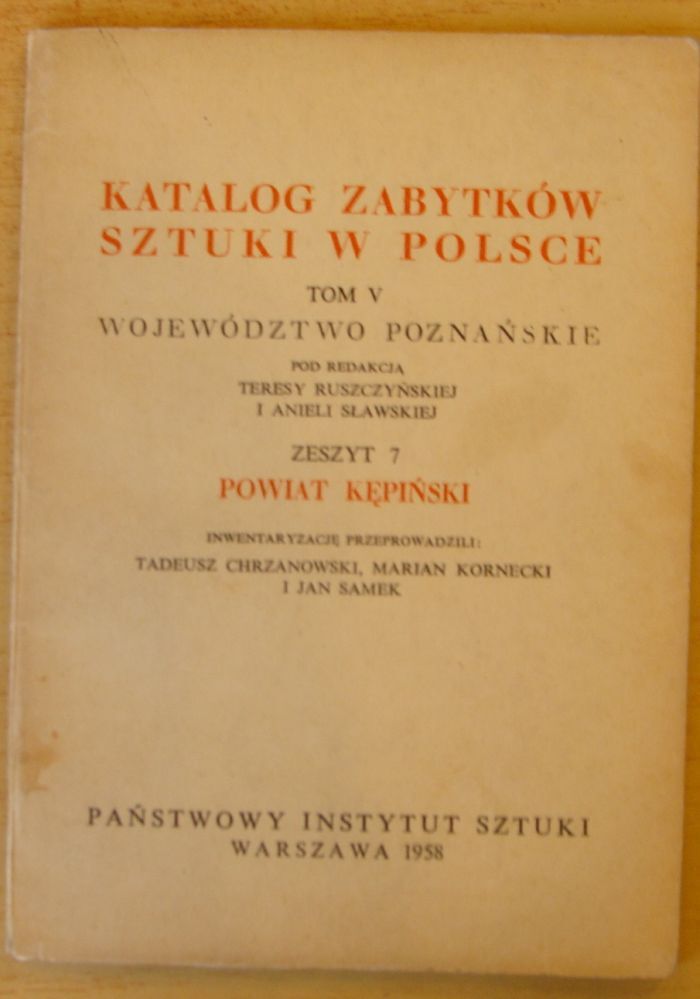 KATALOG ZABYTKÓW
SZTUKI W POLSCE
TOM V
WOJEWÓDZTWO POZNAŃSKIE
POD REDAKCJĄ
TERESY RUSZCZYŃSKIEJ
I ANIELI SŁAWSKIEJ
ZESZYT 7
POWIAT KĘPIŃSKI
INWENTARYZACJĘ PRZEPROWADZILI:
TADEUSZ CHRZANOWSKI, MARIAN KORNECKI
I JAN SAMEK
PAŃSTWOWY INSTYTUT SZTUKI
WARSZAWA 1958